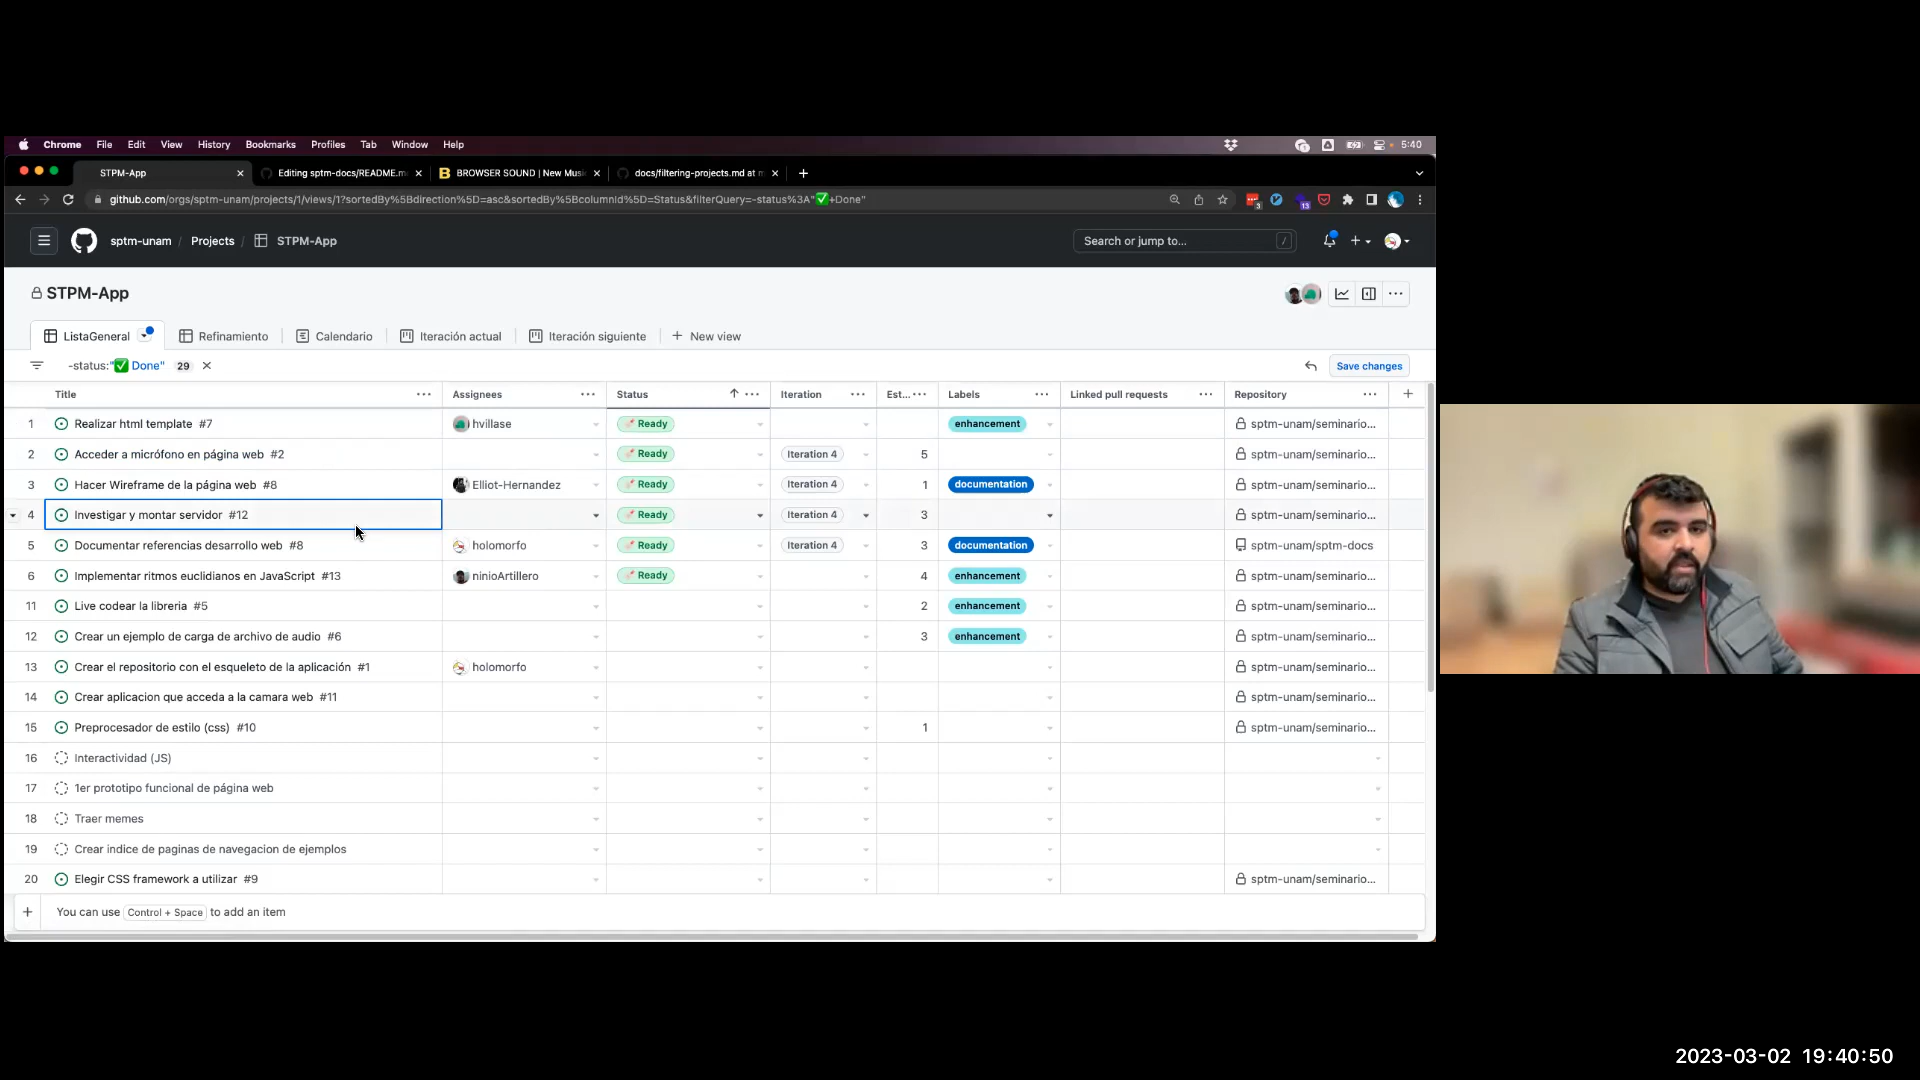 Chrome File Edit View History Bookmarks Profiles Tab Window Help 5:40
STPM-App Editing sptm-docs/README.m BROWSER SOUND | New Musi docs/filtering-projects.md at m
github.com/orgs/sptm-unam/projects/1/views/1?sortedBy%5Bdirection%5D=asc&sortedBy%5BcolumnId%5D=Status&filterQuery=-status%3A"✅+Done" 3 13
sptm-unam / Projects / STPM-App Search or jump to... /
STPM-App
ListaGeneral Refinamiento Calendario Iteración actual Iteración siguiente + New view
-status:"✅ Done" 29 Save changes
Title Assignees Status Iteration Est... Labels Linked pull requests Repository
1 Realizar html template #7 hvillase Ready enhancement sptm-unam/seminario...
2 Acceder a micrófono en página web #2 Ready Iteration 4 5 sptm-unam/seminario...
3 Hacer Wireframe de la página web #8 Elliot-Hernandez Ready Iteration 4 1 documentation sptm-unam/seminario...
4 Investigar y montar servidor #12 Ready Iteration 4 3 sptm-unam/seminario...
5 Documentar referencias desarrollo web #8 holomorfo Ready Iteration 4 3 documentation sptm-unam/sptm-docs
6 Implementar ritmos euclidianos en JavaScript #13 ninioArtillero Ready 4 enhancement sptm-unam/seminario...
11 Live codear la libreria #5 2 enhancement sptm-unam/seminario...
12 Crear un ejemplo de carga de archivo de audio #6 3 enhancement sptm-unam/seminario...
13 Crear el repositorio con el esqueleto de la aplicación #1 holomorfo sptm-unam/seminario...
14 Crear aplicacion que acceda a la camara web #11 sptm-unam/seminario...
15 Preprocesador de estilo (css) #10 1 sptm-unam/seminario...
16 Interactividad (JS)
17 1er prototipo funcional de página web
18 Traer memes
19 Crear indice de paginas de navegacion de ejemplos
20 Elegir CSS framework a utilizar #9 sptm-unam/seminario...
You can use Control + Space to add an item
2023-03-02 19:40:50